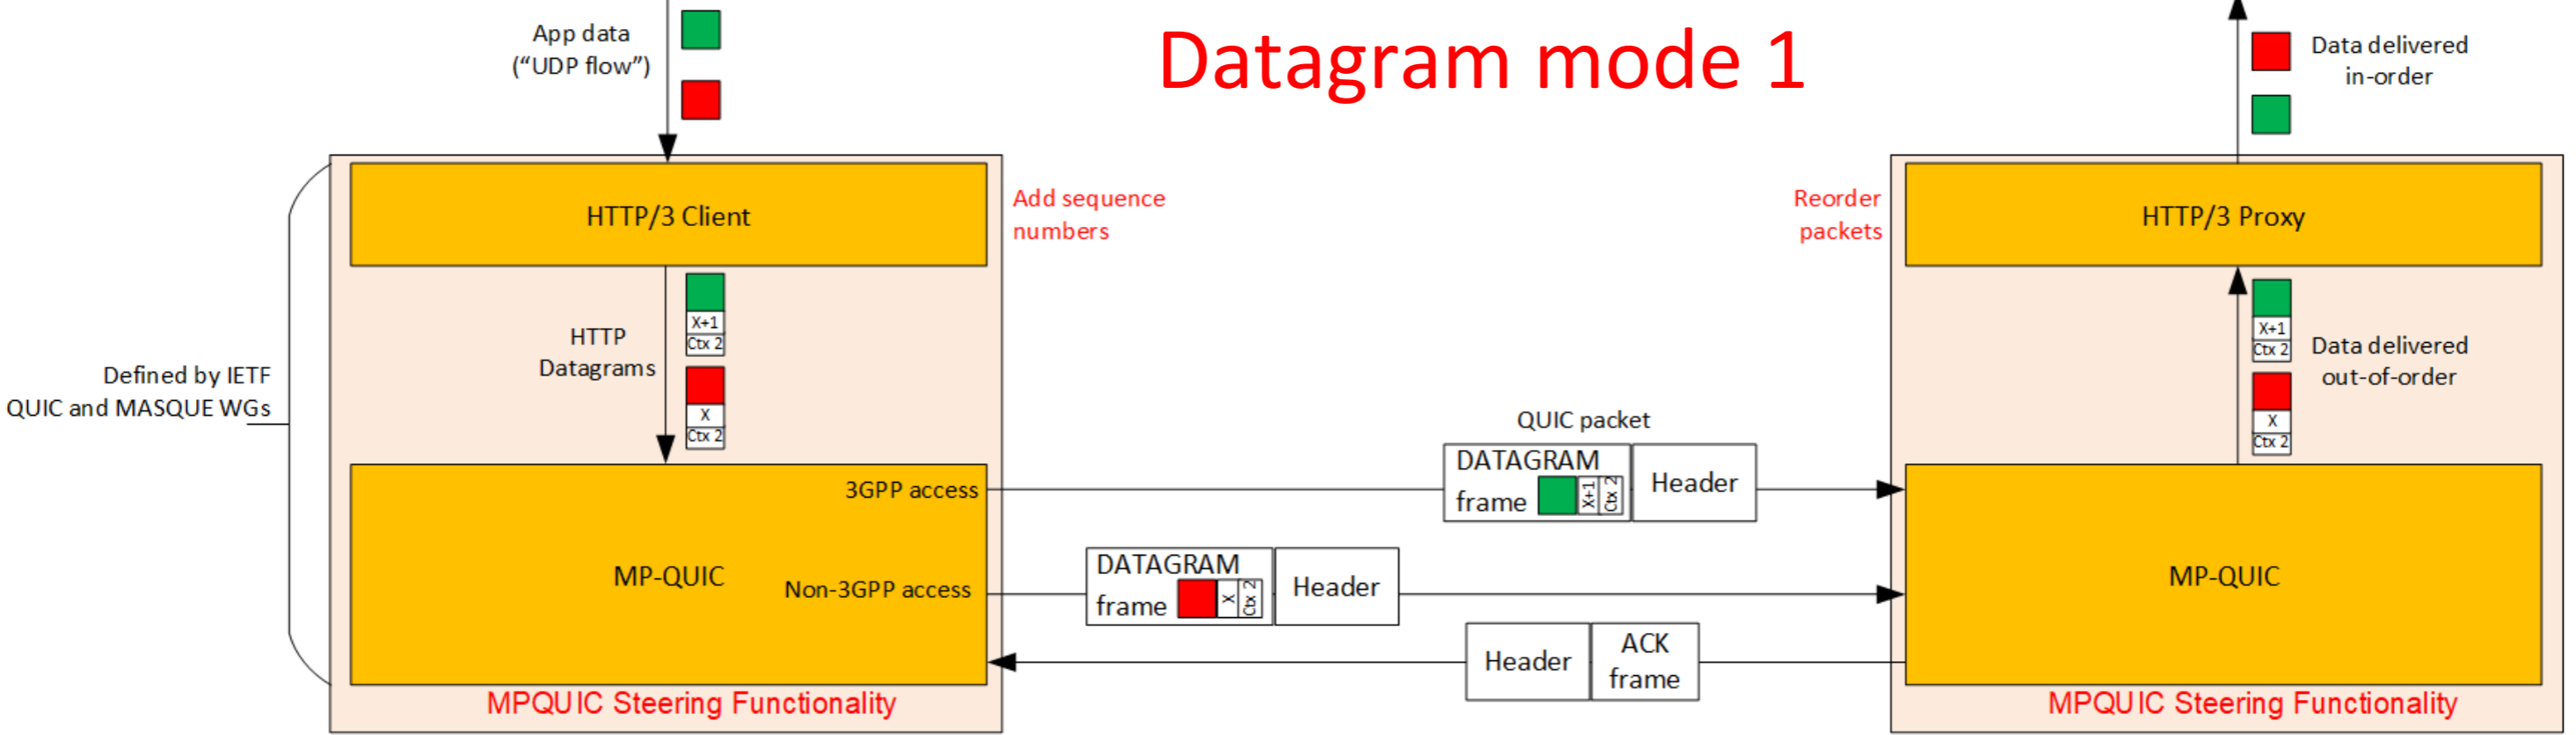 Datagram mode 1
App data
(“UDP flow”)
HTTP/3 Client
Add sequence
numbers
HTTP
Datagrams
X+1
Ctx 2
X
Ctx 2
Defined by IETF
QUIC and MASQUE WGs
3GPP access
MP-QUIC
Non-3GPP access
MPQUIC Steering Functionality
QUIC packet
DATAGRAM
frame
X+1
Ctx 2
Header
DATAGRAM
frame
X
Ctx 2
Header
Header
ACK
frame
Data delivered
in-order
Reorder
packets
HTTP/3 Proxy
X+1
Ctx 2
X
Ctx 2
Data delivered
out-of-order
MP-QUIC
MPQUIC Steering Functionality